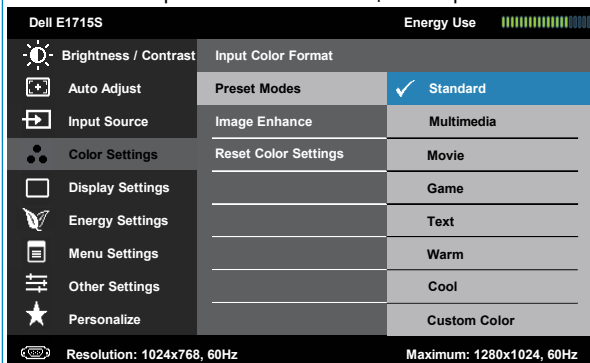 Dell E1715S Energy Use
Brightness / Contrast Input Color Format
Auto Adjust Preset Modes Standard
Input Source Image Enhance Multimedia
Color Settings Reset Color Settings Movie
Display Settings Game
Energy Settings Text
Menu Settings Warm
Other Settings Cool
Personalize Custom Color
Resolution: 1024x768, 60Hz Maximum: 1280x1024, 60Hz